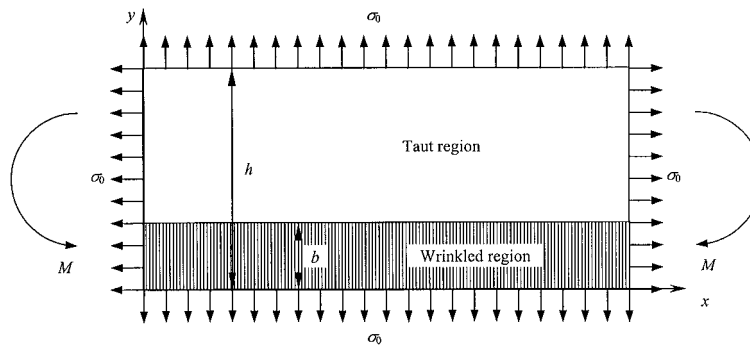 y
σ₀
Taut region
h
σ₀
σ₀
Wrinkled region
b
M
M
x
σ₀